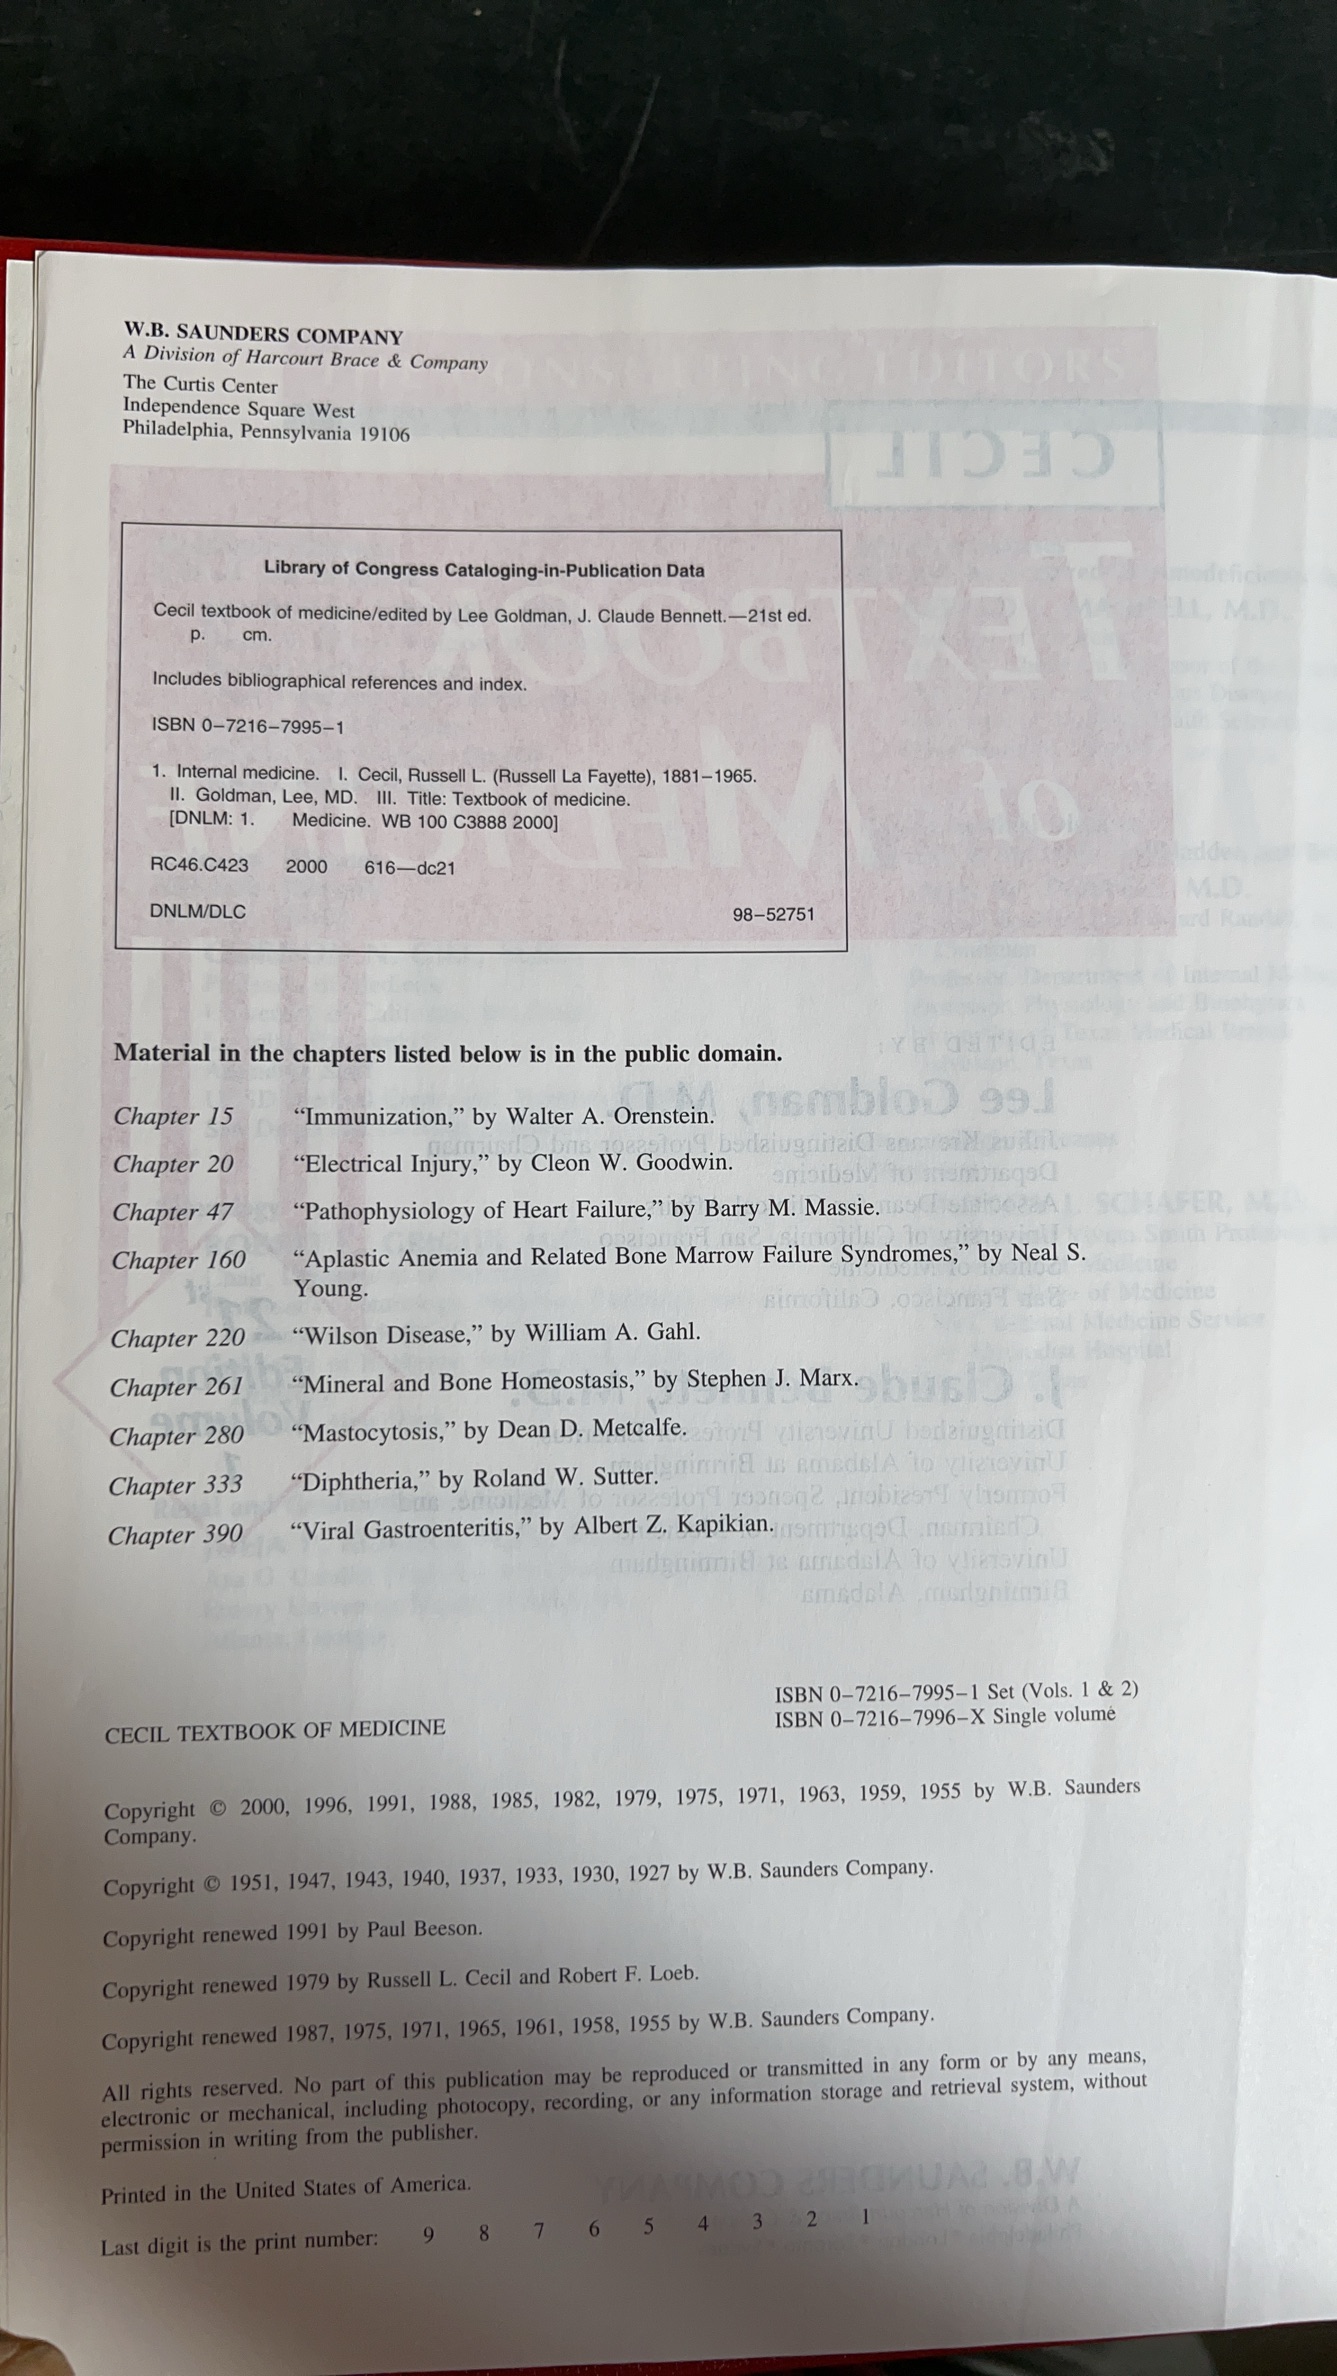 W.B. SAUNDERS COMPANY
A Division of Harcourt Brace & Company
The Curtis Center
Independence Square West
Philadelphia, Pennsylvania 19106
Library of Congress Cataloging-in-Publication Data
Cecil textbook of medicine/edited by Lee Goldman, J. Claude Bennett.—21st ed.
p. cm.
Includes bibliographical references and index.
ISBN 0–7216–7995–1
1. Internal medicine. I. Cecil, Russell L. (Russell La Fayette), 1881–1965.
II. Goldman, Lee, MD. III. Title: Textbook of medicine.
[DNLM: 1. Medicine. WB 100 C3888 2000]
RC46.C423 2000 616—dc21
DNLM/DLC 98–52751
Material in the chapters listed below is in the public domain.
Chapter 15 “Immunization,” by Walter A. Orenstein.
Chapter 20 “Electrical Injury,” by Cleon W. Goodwin.
Chapter 47 “Pathophysiology of Heart Failure,” by Barry M. Massie.
Chapter 160 “Aplastic Anemia and Related Bone Marrow Failure Syndromes,” by Neal S.
Young.
Chapter 220 “Wilson Disease,” by William A. Gahl.
Chapter 261 “Mineral and Bone Homeostasis,” by Stephen J. Marx.
Chapter 280 “Mastocytosis,” by Dean D. Metcalfe.
Chapter 333 “Diphtheria,” by Roland W. Sutter.
Chapter 390 “Viral Gastroenteritis,” by Albert Z. Kapikian.
ISBN 0–7216–7995–1 Set (Vols. 1 & 2)
ISBN 0–7216–7996–X Single volume
CECIL TEXTBOOK OF MEDICINE
Copyright © 2000, 1996, 1991, 1988, 1985, 1982, 1979, 1975, 1971, 1963, 1959, 1955 by W.B. Saunders
Company.
Copyright © 1951, 1947, 1943, 1940, 1937, 1933, 1930, 1927 by W.B. Saunders Company.
Copyright renewed 1991 by Paul Beeson.
Copyright renewed 1979 by Russell L. Cecil and Robert F. Loeb.
Copyright renewed 1987, 1975, 1971, 1965, 1961, 1958, 1955 by W.B. Saunders Company.
All rights reserved. No part of this publication may be reproduced or transmitted in any form or by any means,
electronic or mechanical, including photocopy, recording, or any information storage and retrieval system, without
permission in writing from the publisher.
Printed in the United States of America.
Last digit is the print number: 9 8 7 6 5 4 3 2 1